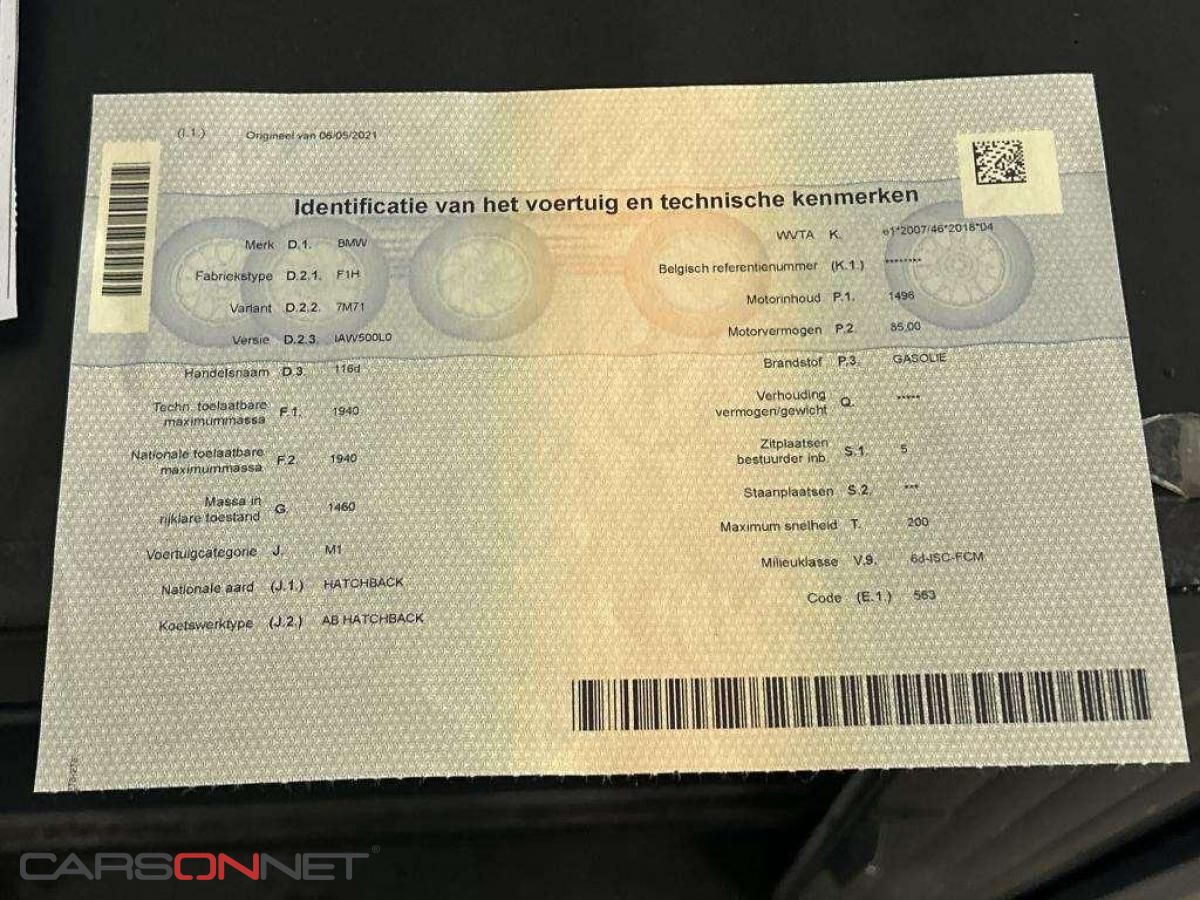 (I.1.) Origineel van 06/05/2021
Identificatie van het voertuig en technische kenmerken
Merk D.1. BMW
Fabriekstype D.2.1. F1H
Variant D.2.2. 7M71
Versie D.2.3. IAW500L0
Handelsnaam D.3. 116d
Techn. toelaatbare
maximummassa F.1. 1940
Nationale toelaatbare
maximummassa F.2. 1940
Massa in
rijklare toestand G. 1460
Voertuigcategorie J. M1
Nationale aard (J.1.) HATCHBACK
Koetswerktype (J.2.) AB HATCHBACK
WVTA K. e1*2007/46*2018*04
Belgisch referentienummer (K.1.) ********
Motorinhoud P.1. 1496
Motorvermogen P.2. 85,00
Brandstof P.3. GASOLIE
Verhouding
vermogen/gewicht Q. *****
Zitplaatsen
bestuurder inb. S.1. 5
Staanplaatsen S.2. ***
Maximum snelheid T. 200
Milieuklasse V.9. 6d-ISC-FCM
Code (E.1.) 563
CARSONNET®